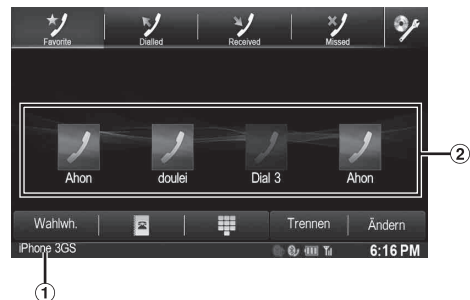 Favorite Dialled Received Missed
Ahon doulei Dial 3 Ahon
2
Wahlwh. Trennen Ändern
iPhone 3GS 6:16 PM
1